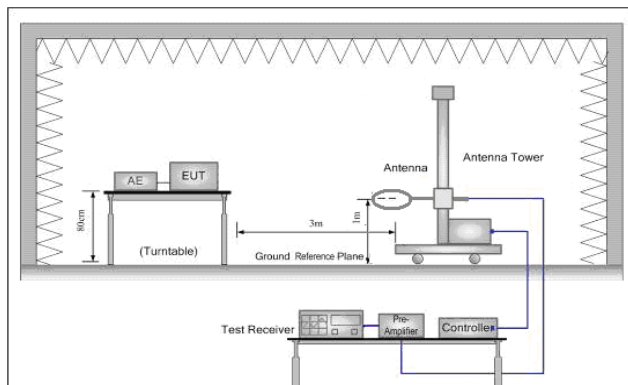 Antenna Tower
Antenna
AE
EUT
80cm
(Turntable)
3m
1m
Ground Reference Plane
Test Receiver
Pre-
Amplifier
Controller